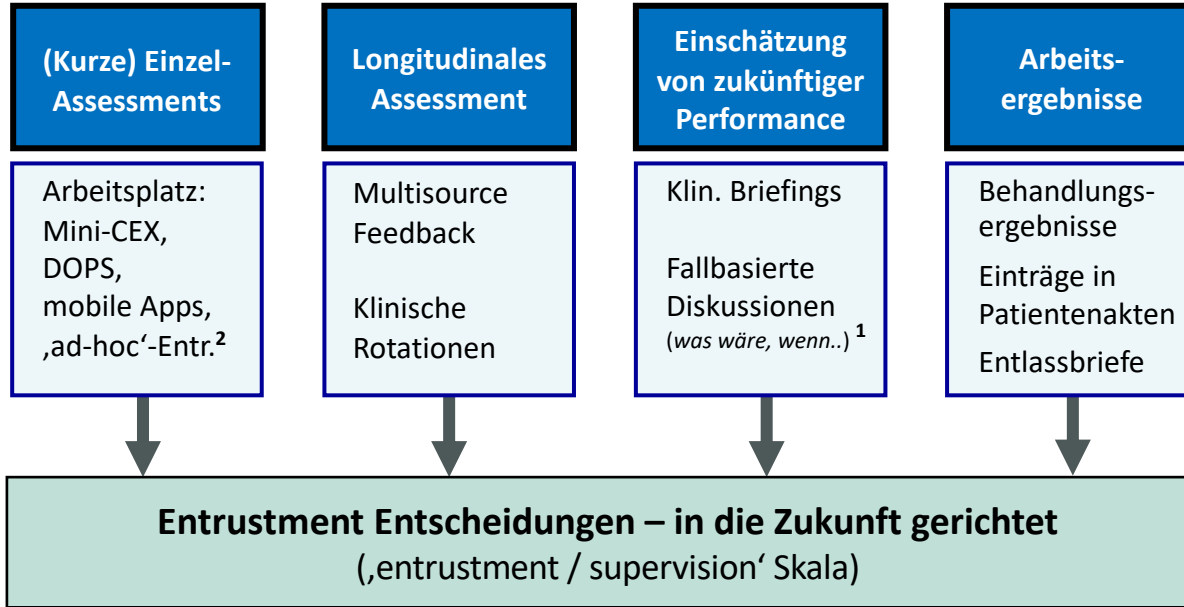 (Kurze) Einzel-
Assessments
Longitudinales
Assessment
Einschätzung
von zukünftiger
Performance
Arbeits-
ergebnisse
Arbeitsplatz:
Mini-CEX,
DOPS,
mobile Apps,
‚ad-hoc‘-Entr.²
Multisource
Feedback
Klinische
Rotationen
Klin. Briefings
Fallbasierte
Diskussionen
(was wäre, wenn..) ¹
Behandlungs-
ergebnisse
Einträge in
Patientenakten
Entlassbriefe
Entrustment Entscheidungen – in die Zukunft gerichtet
(‚entrustment / supervision‘ Skala)